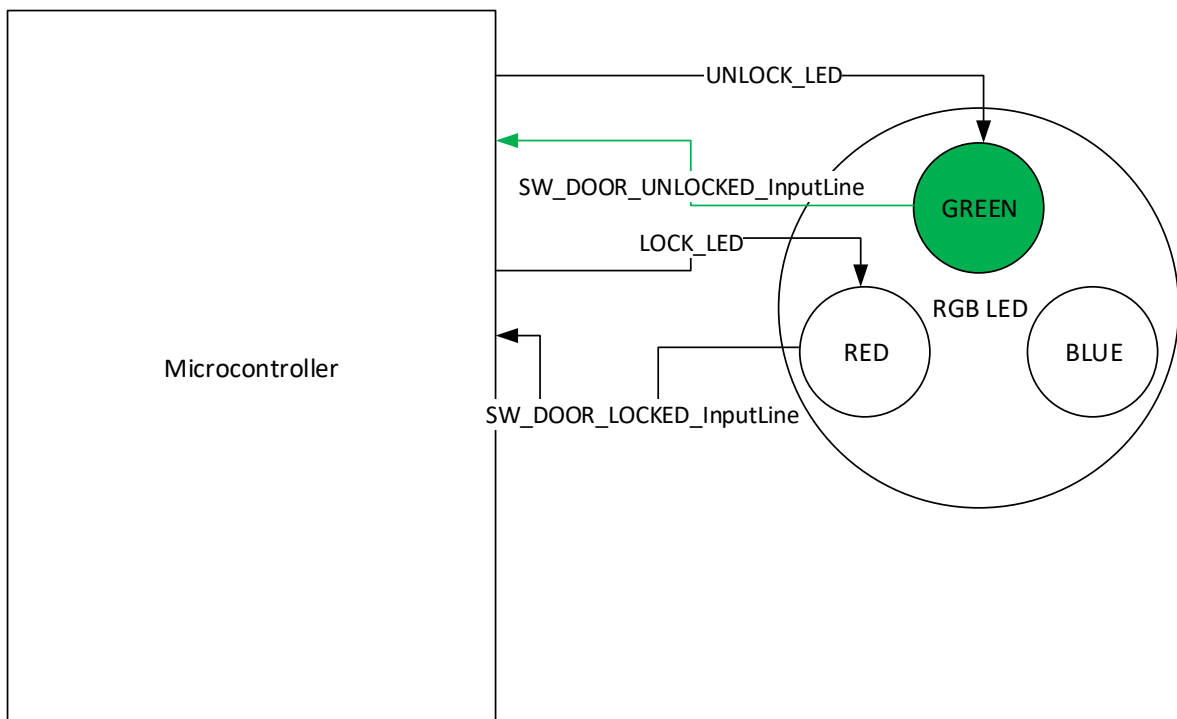 UNLOCK_LED
SW_DOOR_UNLOCKED_InputLine
GREEN
LOCK_LED
RGB LED
Microcontroller
RED
BLUE
SW_DOOR_LOCKED_InputLine